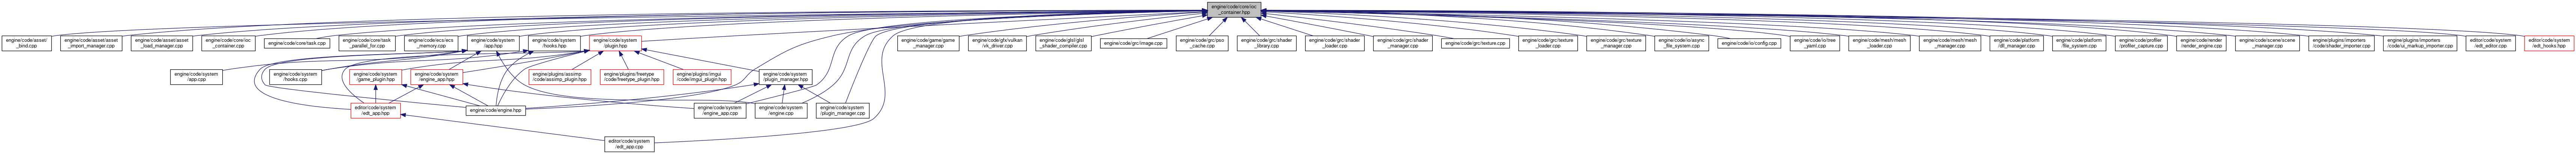 engine/code/core/ioc
_container.hpp
engine/code/asset/
_bind.cpp
engine/code/asset/asset
_import_manager.cpp
engine/code/asset/asset
_load_manager.cpp
engine/code/core/ioc
_container.cpp
engine/code/core/task.cpp
engine/code/core/task
_parallel_for.cpp
engine/code/ecs/ecs
_memory.cpp
engine/code/system
/app.hpp
engine/code/system
/hooks.hpp
engine/code/system
/plugin.hpp
engine/code/game/game
_manager.cpp
engine/code/gfx/vulkan
/vk_driver.cpp
engine/code/glsl/glsl
_shader_compiler.cpp
engine/code/grc/image.cpp
engine/code/grc/pso
_cache.cpp
engine/code/grc/shader
_library.cpp
engine/code/grc/shader
_loader.cpp
engine/code/grc/shader
_manager.cpp
engine/code/grc/texture.cpp
engine/code/grc/texture
_loader.cpp
engine/code/grc/texture
_manager.cpp
engine/code/io/async
_file_system.cpp
engine/code/io/config.cpp
engine/code/io/tree
_yaml.cpp
engine/code/mesh/mesh
_loader.cpp
engine/code/mesh/mesh
_manager.cpp
engine/code/platform
/dll_manager.cpp
engine/code/platform
/file_system.cpp
engine/code/profiler
/profiler_capture.cpp
engine/code/render
/render_engine.cpp
engine/code/scene/scene
_manager.cpp
engine/plugins/importers
/code/shader_importer.cpp
engine/plugins/importers
/code/ui_markup_importer.cpp
editor/code/system
/edt_editor.cpp
editor/code/system
/edt_hooks.hpp
engine/code/system
/app.cpp
engine/code/system
/hooks.cpp
engine/code/system
/game_plugin.hpp
engine/code/system
/engine_app.hpp
engine/plugins/assimp
/code/assimp_plugin.hpp
engine/plugins/freetype
/code/freetype_plugin.hpp
engine/plugins/imgui
/code/imgui_plugin.hpp
engine/code/system
/plugin_manager.hpp
editor/code/system
/edt_app.hpp
engine/code/engine.hpp
engine/code/system
/engine_app.cpp
engine/code/system
/engine.cpp
engine/code/system
/plugin_manager.cpp
editor/code/system
/edt_app.cpp